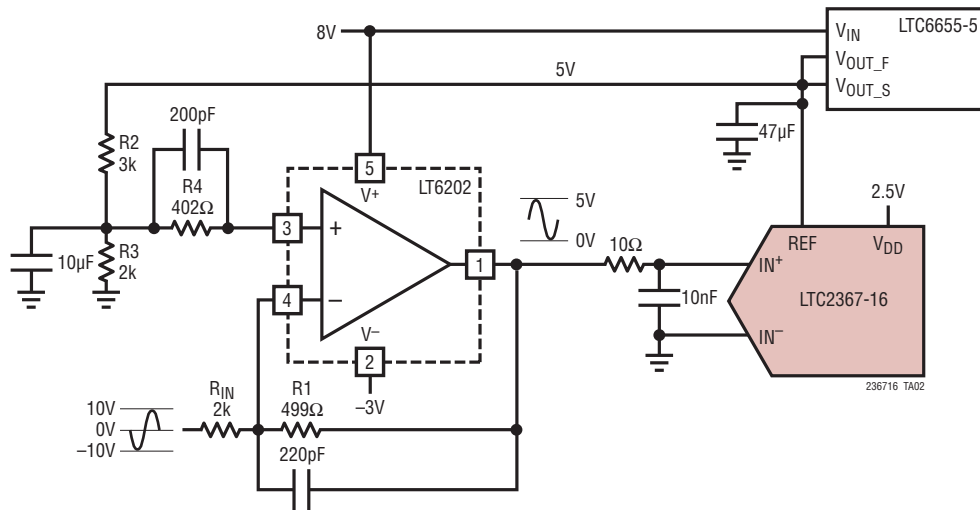 8V
V_IN
LTC6655-5
V_OUT_F
V_OUT_S
5V
200pF
R2
3k
R4
402Ω
47µF
5
LT6202
V+
2.5V
3
+
5V
0V
10Ω
REF
V_DD
IN+
10µF
R3
2k
1
4
–
10nF
LTC2367-16
V–
IN–
2
–3V
236716 TA02
R_IN
2k
R1
499Ω
10V
0V
–10V
220pF